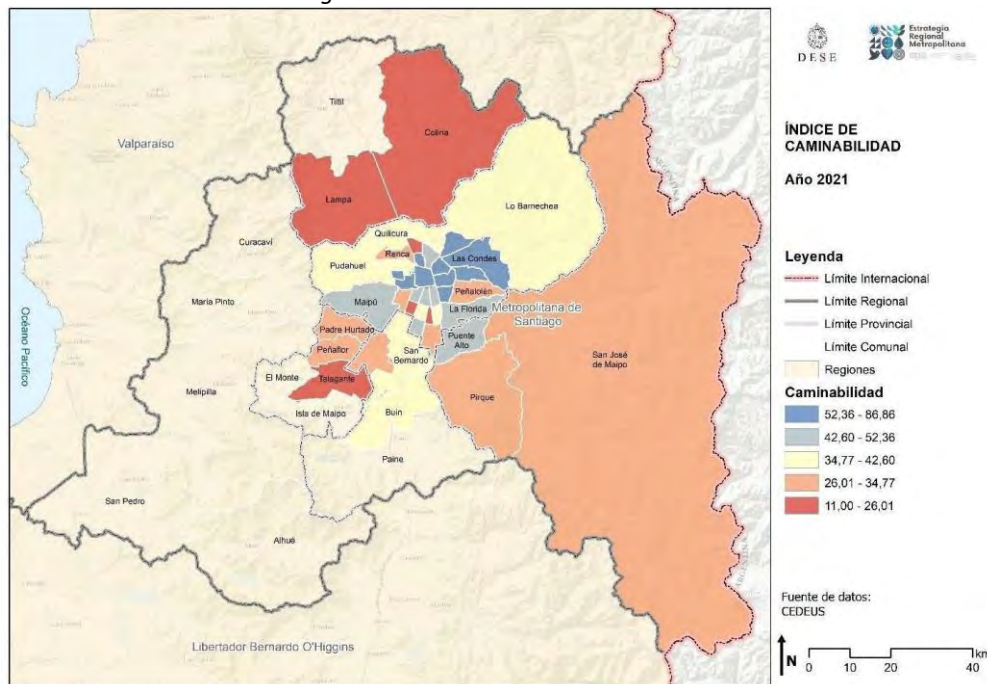 Tiltil
Colina
Valparaíso
Lampa
Lo Barnechea
Curacaví
Quilicura
Renca
Las Condes
Pudahuel
Peñalolén
María Pinto
Maipú
La Florida
Metropolitana de
Santiago
Padre Hurtado
Puente
Alto
Peñaflor
San
Bernardo
San José
de Maipo
El Monte
Talagante
Melipilla
Isla de Maipo
Buin
Pirque
Paine
San Pedro
Alhué
Océano Pacífico
Libertador Bernardo O'Higgins
ARGENTINA
DESE
Estrategia
Regional
Metropolitana
ÍNDICE DE
CAMINABILIDAD
Año 2021
Leyenda
Límite Internacional
Límite Regional
Límite Provincial
Límite Comunal
Regiones
Caminabilidad
52,36 - 86,86
42,60 - 52,36
34,77 - 42,60
26,01 - 34,77
11,00 - 26,01
Fuente de datos:
CEDEUS
N
km
0 10 20 40